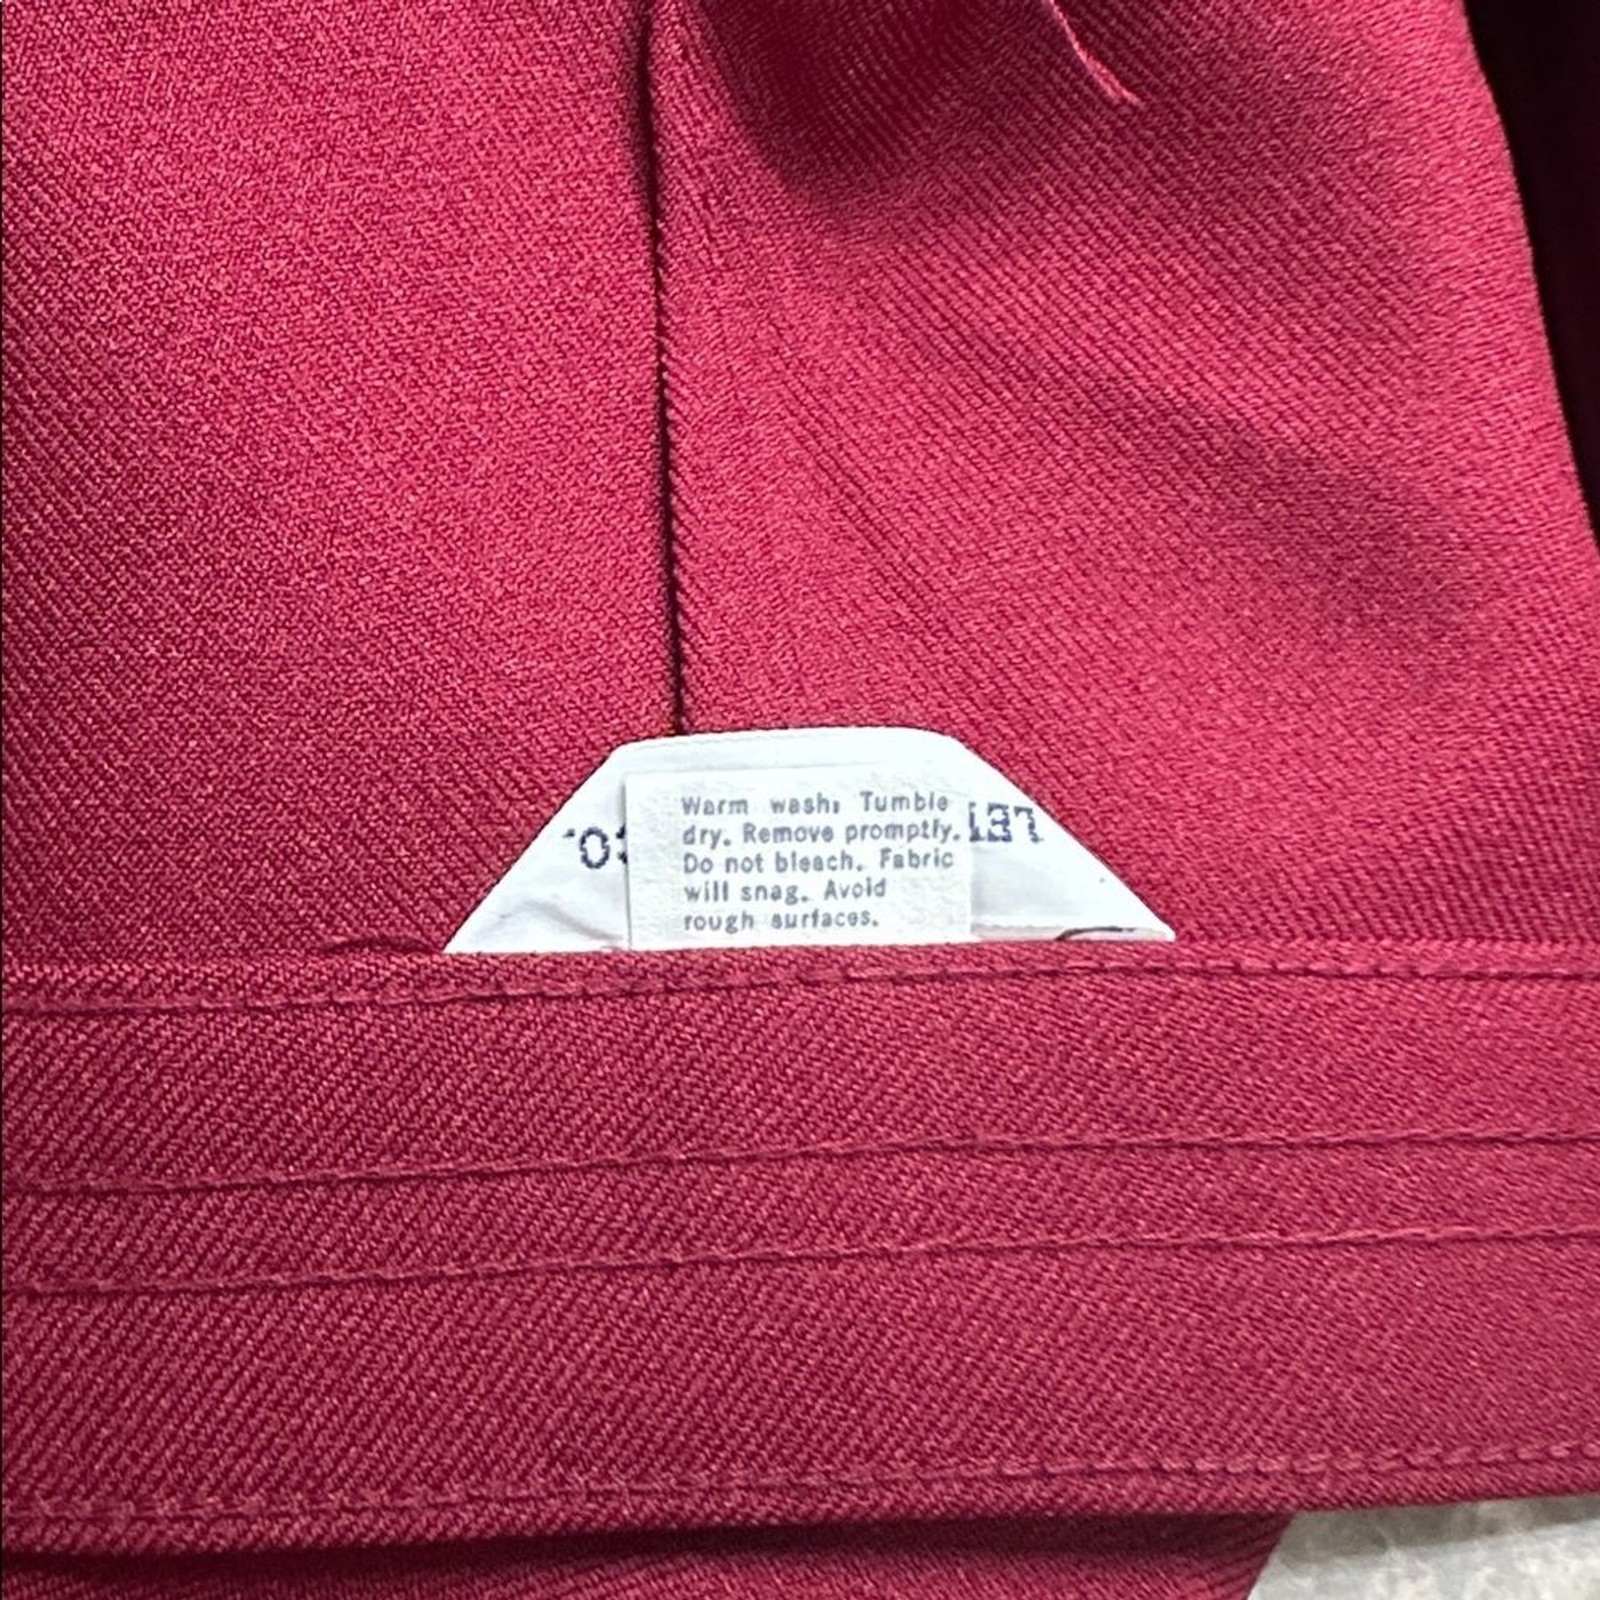 Warm wash; Tumble
dry. Remove promptly.
Do not bleach. Fabric
will snag. Avoid
rough surfaces.